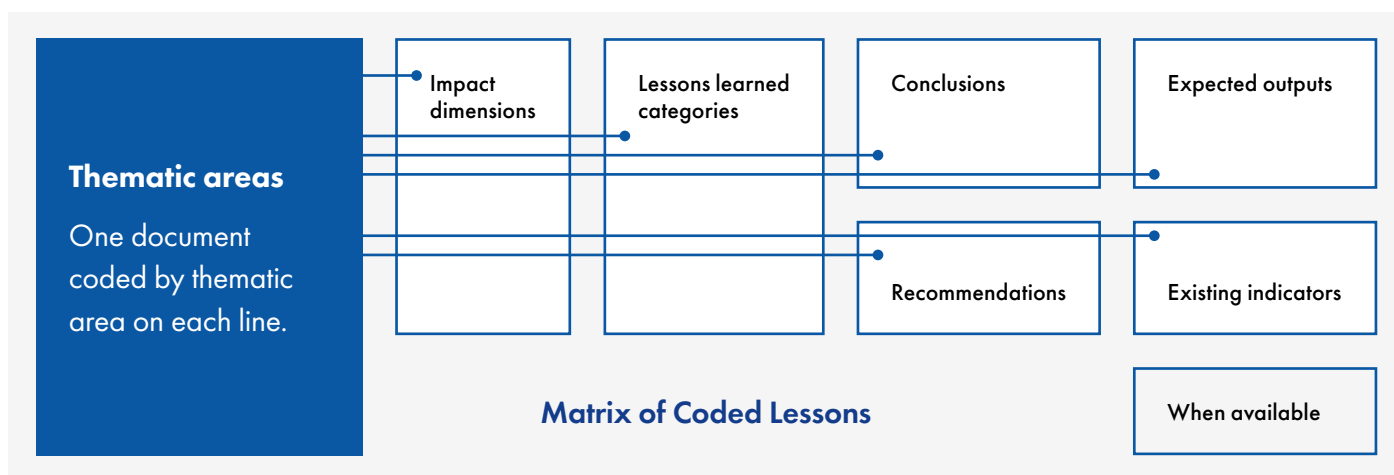 Thematic areas
One document
coded by thematic
area on each line.
Impact
dimensions
Lessons learned
categories
Conclusions
Expected outputs
Recommendations
Existing indicators
Matrix of Coded Lessons
When available